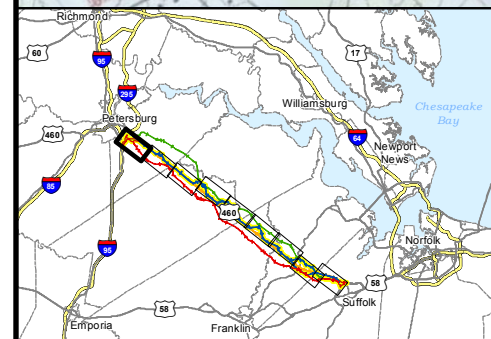 Richmond
60
95
17
295
Williamsburg
Chesapeake
Bay
Petersburg
460
64
Newport
News
85
460
95
Norfolk
58
Suffolk
58
Emporia
Franklin